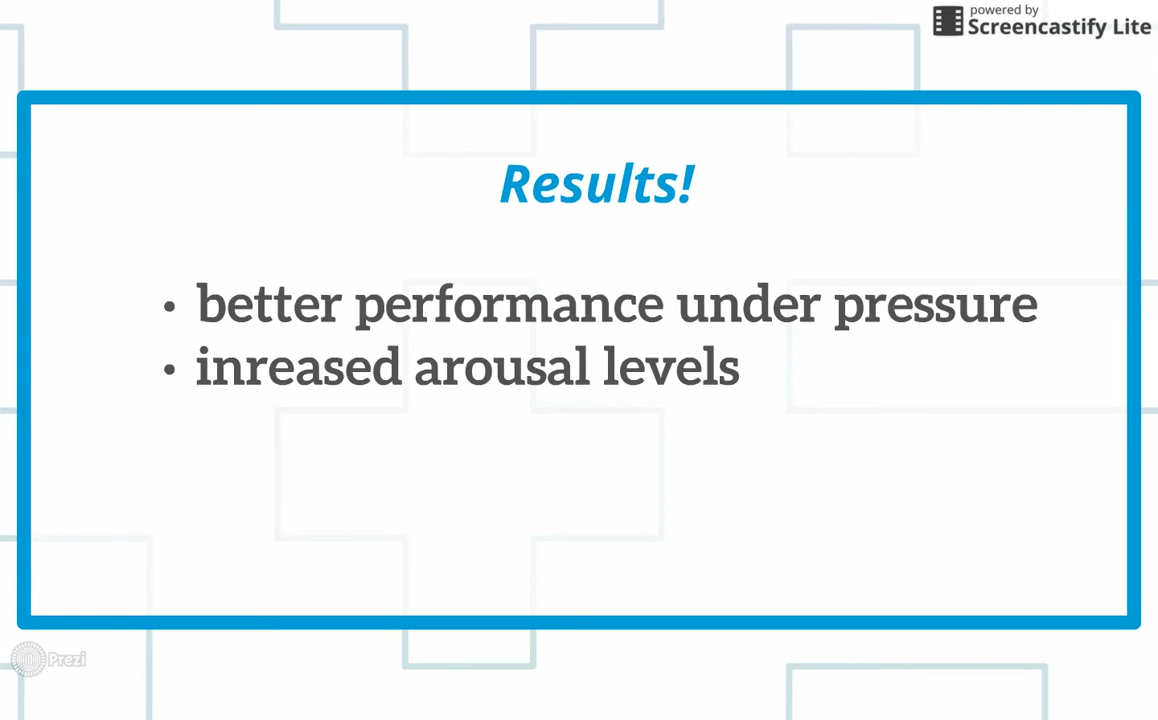 powered by
Screencastify Lite
Results!
• better performance under pressure
• inreased arousal levels
Prezi